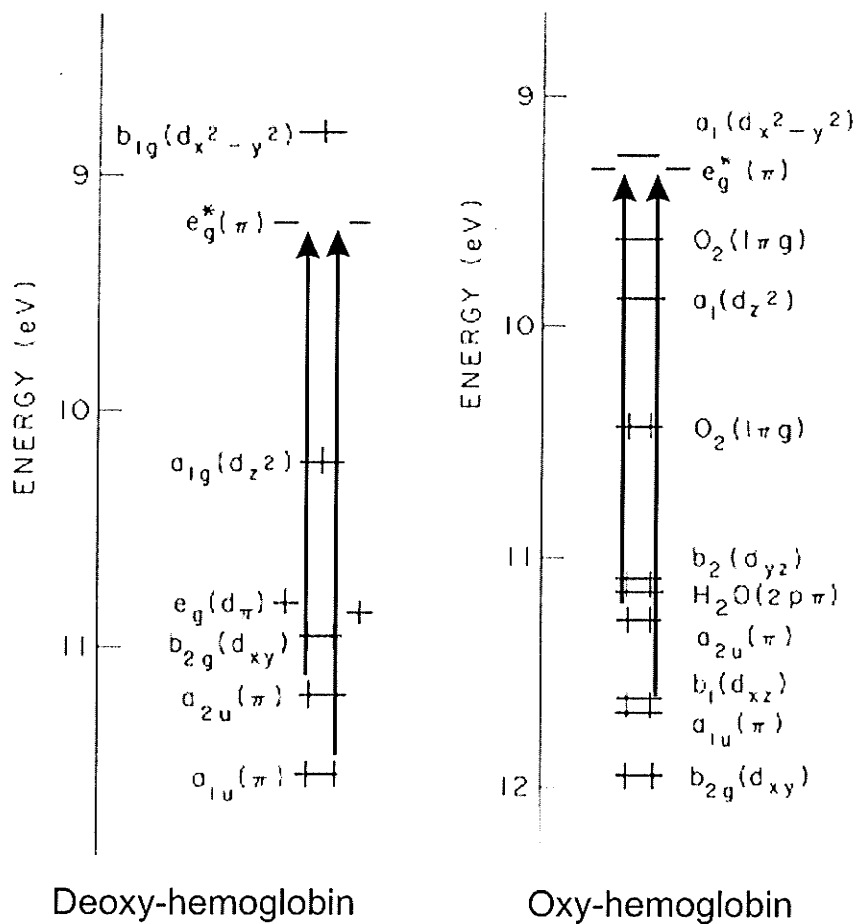 b1g(dx2-y2)
9
eg*(π)
ENERGY (eV)
10
a1g(dz2)
eg(dπ)
b2g(dxy)
11
a2u(π)
a1u(π)
Deoxy-hemoglobin
9
a1(dx2-y2)
eg*(π)
ENERGY (eV)
O2(1πg)
10
a1(dz2)
O2(1πg)
11
b2(dyz)
H2O(2pπ)
a2u(π)
b1(dxz)
a1u(π)
12
b2g(dxy)
Oxy-hemoglobin